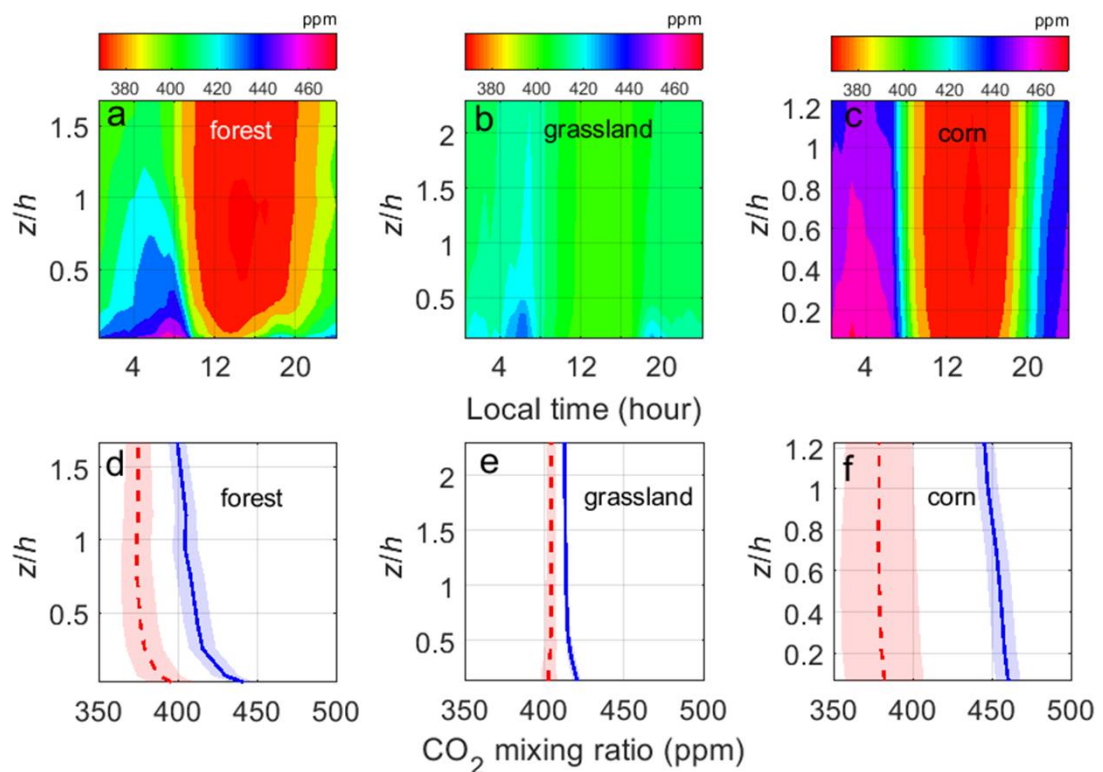 ppm
ppm
ppm
380 400 420 440 460
380 400 420 440 460
380 400 420 440 460
a
forest
z/h
1.5
1
0.5
4 12 20
b
grassland
z/h
2
1.5
1
0.5
4 12 20
c
corn
z/h
1.2
1
0.8
0.6
0.4
0.2
4 12 20
Local time (hour)
d
forest
z/h
1.5
1
0.5
350 400 450 500
e
grassland
z/h
2
1.5
1
0.5
350 400 450 500
f
corn
z/h
1.2
1
0.8
0.6
0.4
0.2
350 400 450 500
CO₂ mixing ratio (ppm)